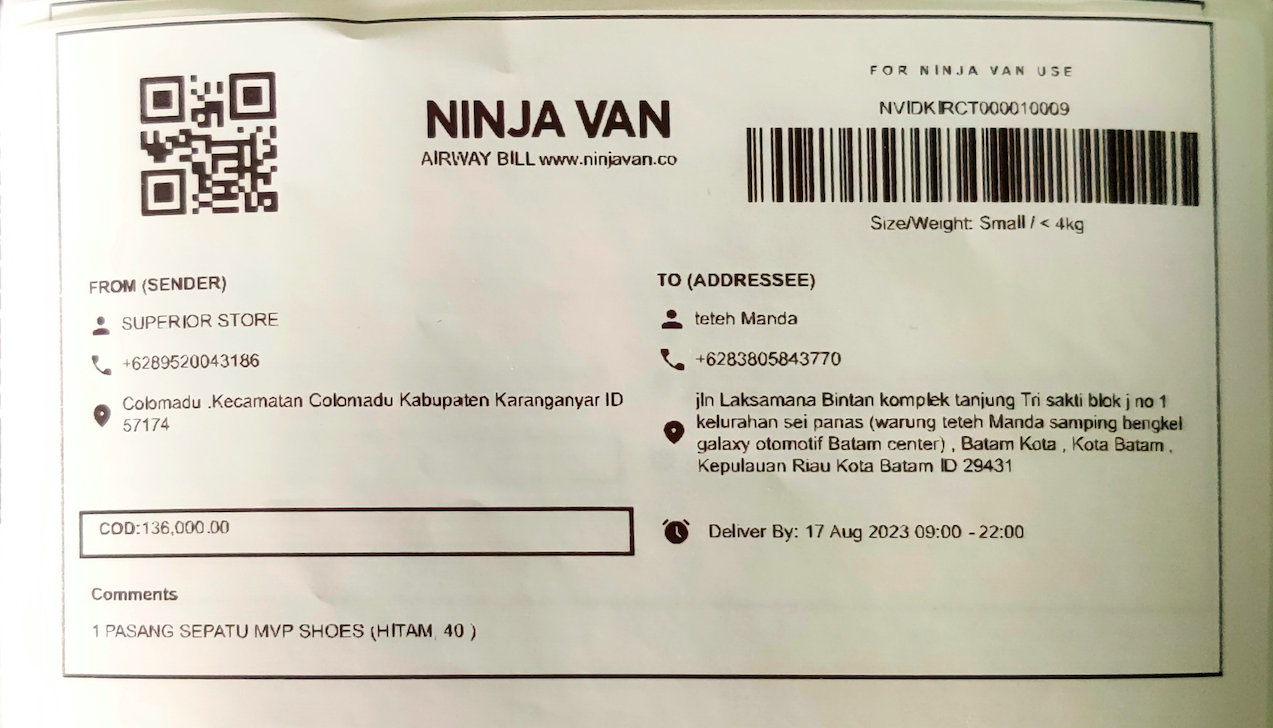 FOR NINJA VAN USE
NINJA VAN
AIRWAY BILL www.ninjavan.co
NVIDKIRCT000010009
Size/Weight: Small / < 4kg
FROM (SENDER)
SUPERIOR STORE
+6289520043186
Colomadu .Kecamatan Colomadu Kabupaten Karanganyar ID
57174
TO (ADDRESSEE)
teteh Manda
+6283805843770
jln Laksamana Bintan komplek tanjung Tri sakti blok j no 1
kelurahan sei panas (warung teteh Manda samping bengkel
galaxy otomotif Batam center) , Batam Kota , Kota Batam ,
Kepulauan Riau Kota Batam ID 29431
COD:136,000.00
Deliver By: 17 Aug 2023 09:00 - 22:00
Comments
1 PASANG SEPATU MVP SHOES (HITAM, 40 )